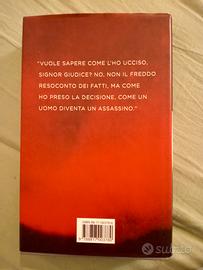 "VUOLE SAPERE COME L'HO UCCISO,
SIGNOR GIUDICE? NO, NON IL FREDDO
RESOCONTO DEI FATTI, MA COME
HO PRESO LA DECISIONE, COME UN
UOMO DIVENTA UN ASSASSINO."
subito